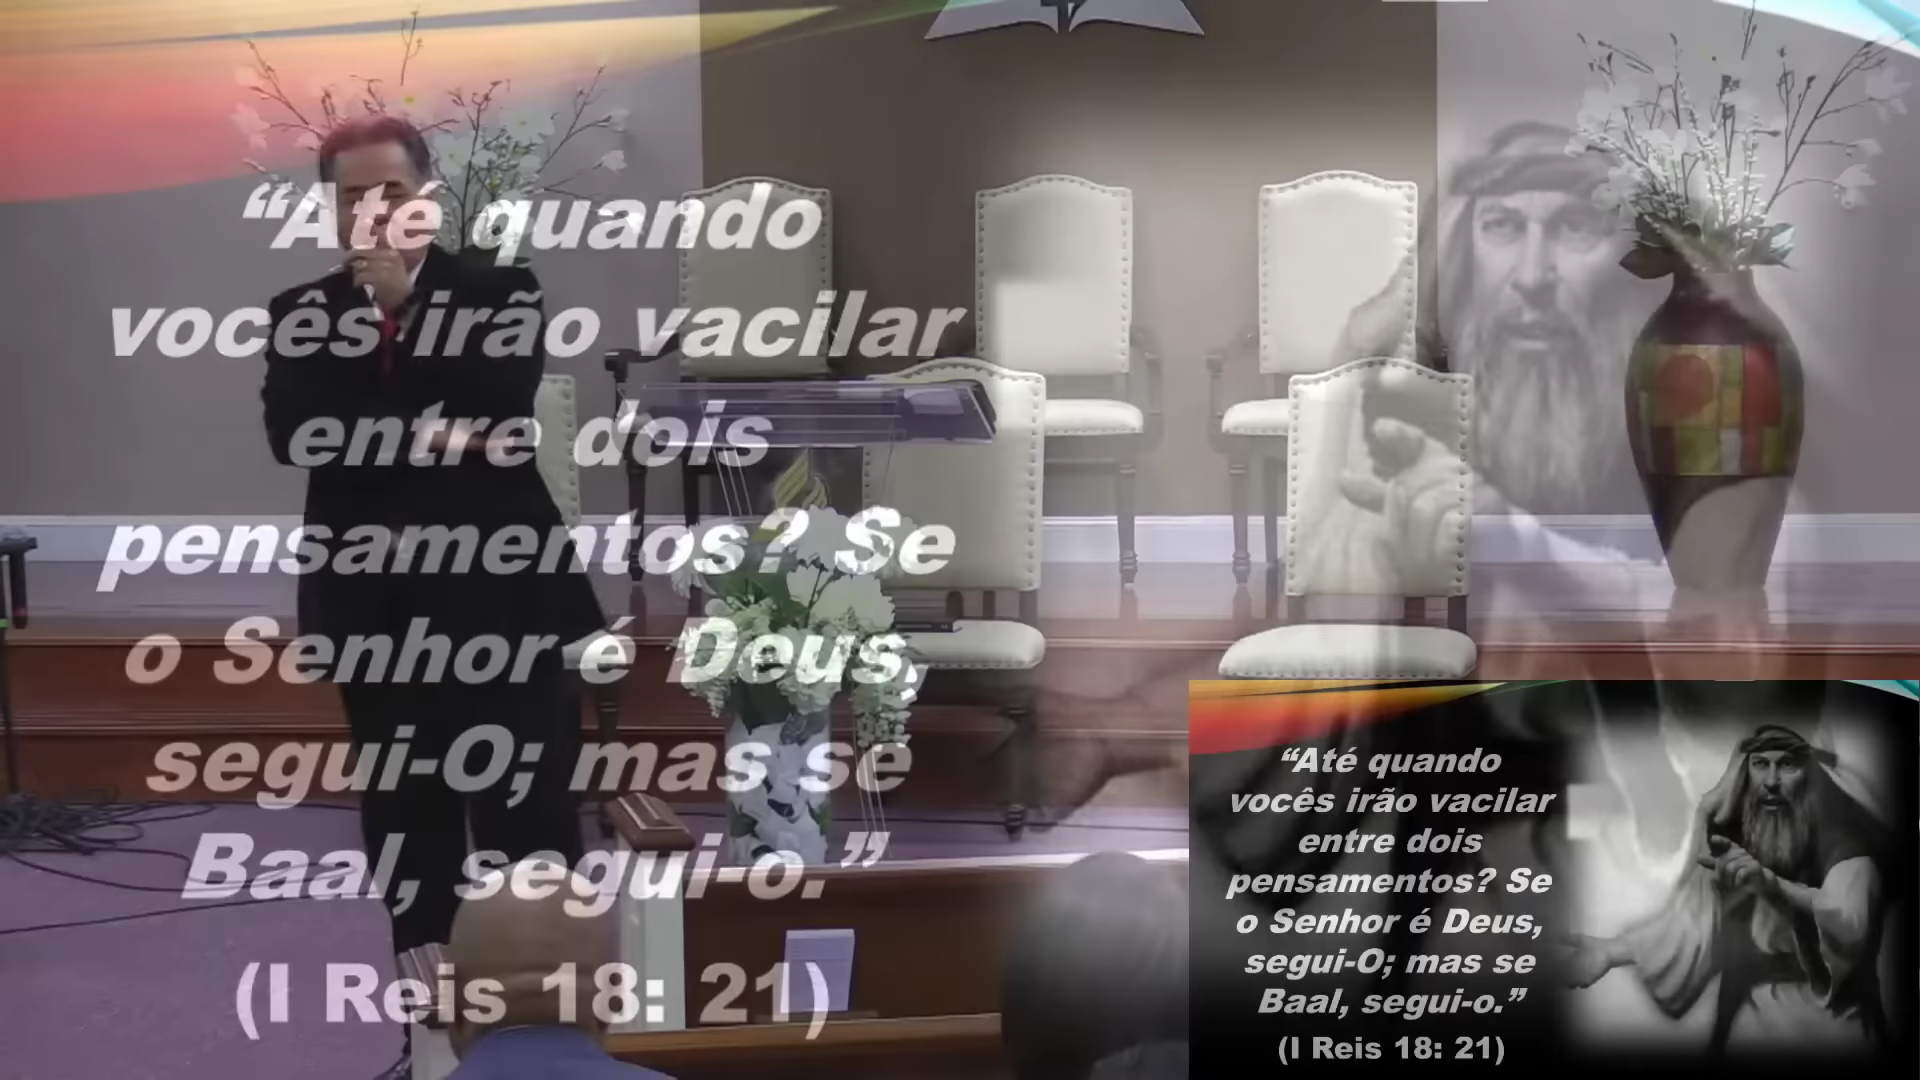 “Até quando
vocês irão vacilar
entre dois
pensamentos? Se
o Senhor é Deus,
segui-O; mas se
Baal, segui-o.”
(I Reis 18: 21)
“Até quando
vocês irão vacilar
entre dois
pensamentos? Se
o Senhor é Deus,
segui-O; mas se
Baal, segui-o.”
(I Reis 18: 21)